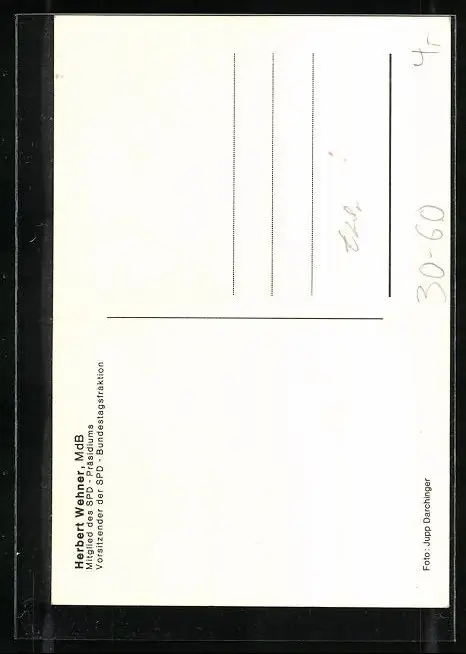 Herbert Wehner, MdB
Mitglied des SPD - Präsidiums
Vorsitzender der SPD - Bundestagsfraktion
Foto: Jupp Darchinger
30-60